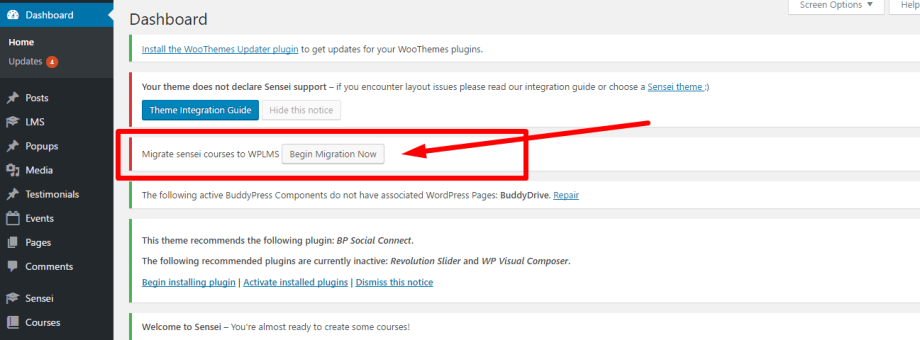 Dashboard
Screen Options ▼
Help
Dashboard
Home
Updates 4
Posts
LMS
Popups
Media
Testimonials
Events
Pages
Comments
Sensei
Courses
Install the WooThemes Updater plugin to get updates for your WooThemes plugins.
Your theme does not declare Sensei support – if you encounter layout issues please read our integration guide or choose a Sensei theme :)
Theme Integration Guide Hide this notice
Migrate sensei courses to WPLMS Begin Migration Now
The following active BuddyPress Components do not have associated WordPress Pages: BuddyDrive. Repair
This theme recommends the following plugin: BP Social Connect.
The following recommended plugins are currently inactive: Revolution Slider and WP Visual Composer.
Begin installing plugin | Activate installed plugins | Dismiss this notice
Welcome to Sensei – You're almost ready to create some courses!